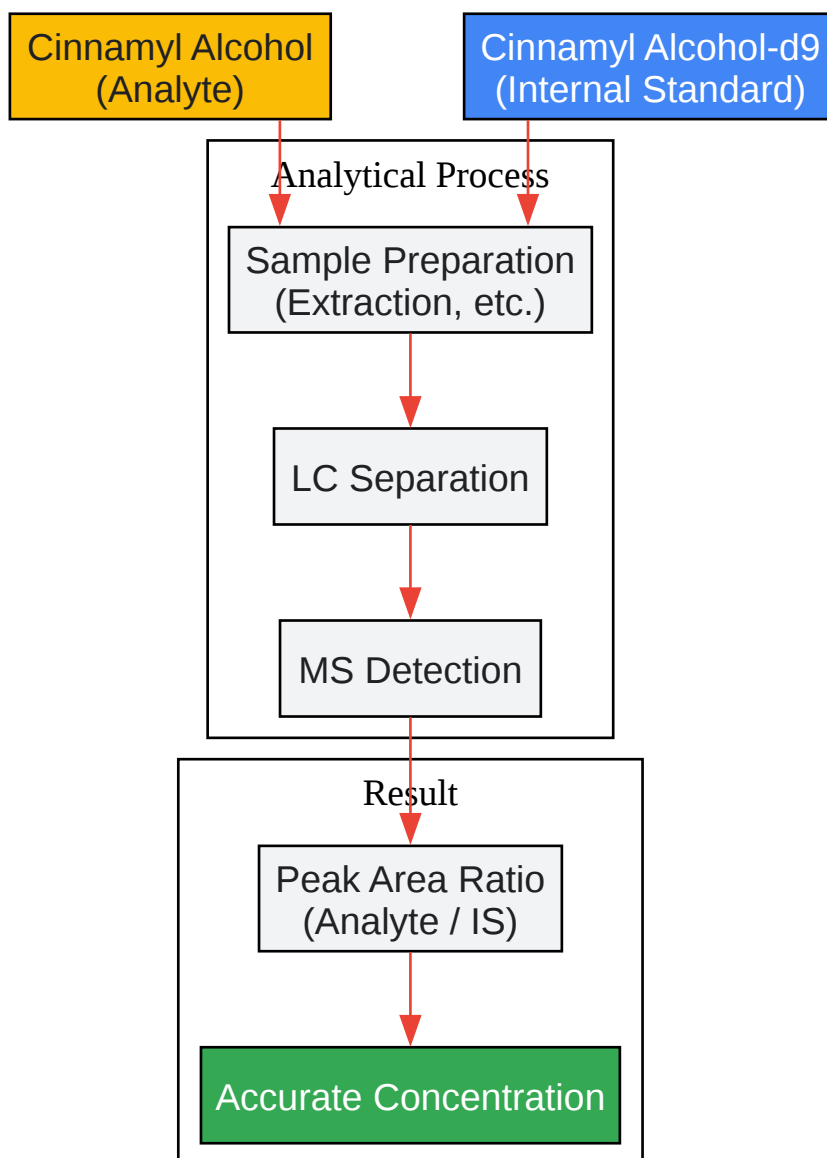 Cinnamyl Alcohol
(Analyte)
Cinnamyl Alcohol-d9
(Internal Standard)
Analytical Process
Sample Preparation
(Extraction, etc.)
LC Separation
MS Detection
Result
Peak Area Ratio
(Analyte / IS)
Accurate Concentration